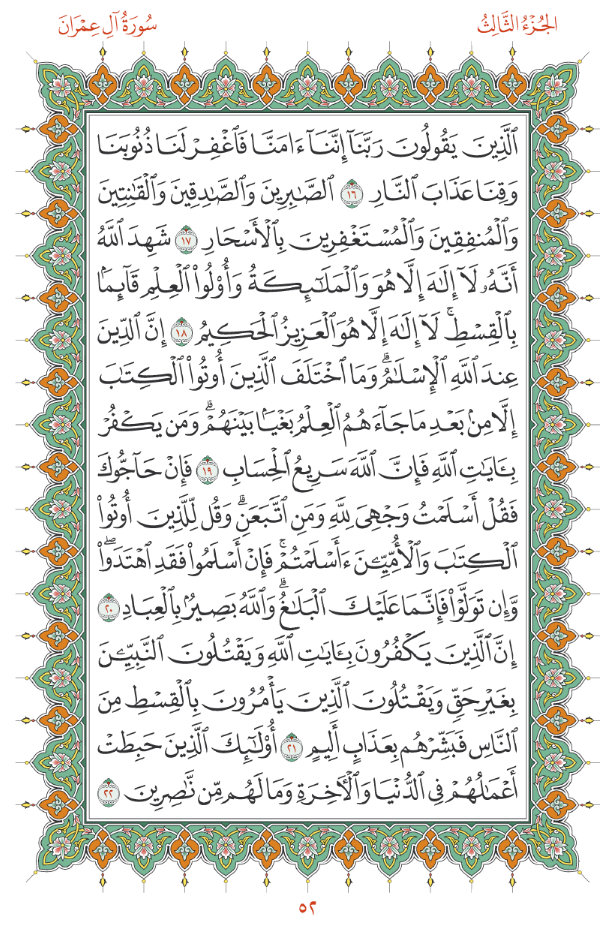 الجُزْءُ الثَّالِثُ
سُورَةُ آلِ عِمْرَان
ٱلَّذِينَ يَقُولُونَ رَبَّنَآ إِنَّنَآ ءَامَنَّا فَٱغْفِرْ لَنَا ذُنُوبَنَا
وَقِنَا عَذَابَ ٱلنَّارِ ١٦ ٱلصَّٰبِرِينَ وَٱلصَّٰدِقِينَ وَٱلْقَٰنِتِينَ
وَٱلْمُنفِقِينَ وَٱلْمُسْتَغْفِرِينَ بِٱلْأَسْحَارِ ١٧ شَهِدَ ٱللَّهُ
أَنَّهُۥ لَآ إِلَٰهَ إِلَّا هُوَ وَٱلْمَلَٰٓئِكَةُ وَأُو۟لُوا۟ ٱلْعِلْمِ قَآئِمًۢا
بِٱلْقِسْطِ ۚ لَآ إِلَٰهَ إِلَّا هُوَ ٱلْعَزِيزُ ٱلْحَكِيمُ ١٨ إِنَّ ٱلدِّينَ
عِندَ ٱللَّهِ ٱلْإِسْلَٰمُ ۗ وَمَا ٱخْتَلَفَ ٱلَّذِينَ أُوتُوا۟ ٱلْكِتَٰبَ
إِلَّا مِنۢ بَعْدِ مَا جَآءَهُمُ ٱلْعِلْمُ بَغْيًۢا بَيْنَهُمْ ۗ وَمَن يَكْفُرْ
بِـَٔايَٰتِ ٱللَّهِ فَإِنَّ ٱللَّهَ سَرِيعُ ٱلْحِسَابِ ١٩ فَإِنْ حَآجُّوكَ
فَقُلْ أَسْلَمْتُ وَجْهِىَ لِلَّهِ وَمَنِ ٱتَّبَعَنِ ۗ وَقُل لِّلَّذِينَ أُوتُوا۟
ٱلْكِتَٰبَ وَٱلْأُمِّيِّـۧنَ ءَأَسْلَمْتُمْ ۚ فَإِنْ أَسْلَمُوا۟ فَقَدِ ٱهْتَدَوا۟ ۖ
وَّإِن تَوَلَّوْا۟ فَإِنَّمَا عَلَيْكَ ٱلْبَلَٰغُ ۗ وَٱللَّهُ بَصِيرٌۢ بِٱلْعِبَادِ ٢٠
إِنَّ ٱلَّذِينَ يَكْفُرُونَ بِـَٔايَٰتِ ٱللَّهِ وَيَقْتُلُونَ ٱلنَّبِيِّـۧنَ
بِغَيْرِ حَقٍّ وَيَقْتُلُونَ ٱلَّذِينَ يَأْمُرُونَ بِٱلْقِسْطِ مِنَ
ٱلنَّاسِ فَبَشِّرْهُم بِعَذَابٍ أَلِيمٍ ٢١ أُو۟لَٰٓئِكَ ٱلَّذِينَ حَبِطَتْ
أَعْمَٰلُهُمْ فِى ٱلدُّنْيَا وَٱلْءَاخِرَةِ وَمَا لَهُم مِّن نَّٰصِرِينَ ٢٢
٥٢